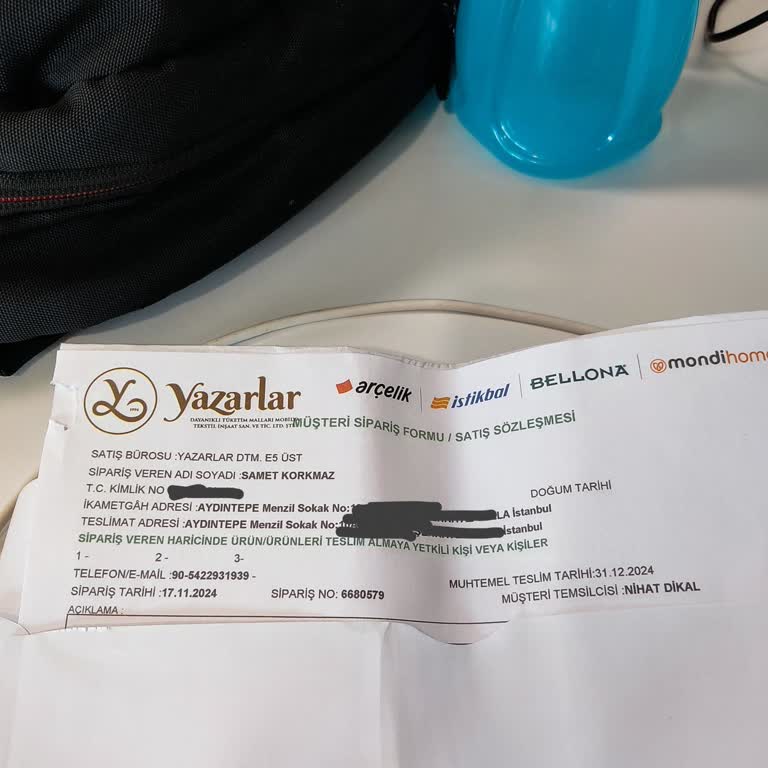 Yazarlar
DAYANIKLI TÜKETİM MALLARI MOBİLYA
TEKSTİL İNŞAAT SAN. VE TİC. LTD. ŞTİ.
arçelik istikbal BELLONA mondihome
MÜŞTERİ SİPARİŞ FORMU / SATIŞ SÖZLEŞMESİ
SATIŞ BÜROSU :YAZARLAR DTM. E5 ÜST
SİPARİŞ VEREN ADI SOYADI :SAMET KORKMAZ
T.C. KİMLİK NO DOĞUM TARİHİ
İKAMETGÂH ADRESİ :AYDINTEPE Menzil Sokak No: LA İstanbul
TESLİMAT ADRESİ :AYDINTEPE Menzil Sokak No: İstanbul
SİPARİŞ VEREN HARİCİNDE ÜRÜN/ÜRÜNLERİ TESLİM ALMAYA YETKİLİ KİŞİ VEYA KİŞİLER
1 - 2 - 3-
TELEFON/E-MAIL :90-5422931939 - MUHTEMEL TESLİM TARİHİ:31.12.2024
SİPARİŞ TARİHİ :17.11.2024 SİPARİŞ NO: 6680579 MÜŞTERİ TEMSİLCİSİ :NİHAT DİKAL
AÇIKLAMA :